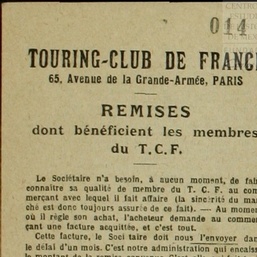 014
TOURING-CLUB DE FRANC
65, Avenue de la Grande-Armée, PARIS
REMISES
dont bénéficient les membres
du T. C. F.
Le Sociétaire n'a besoin, à aucun moment, de fai
connaître sa qualité de membre du T. C. F. au com
merçant avec lequel il fait affaire (la sincérité du mar
ché est donc toujours assurée de ce fait). — Au mome
où il règle son achat, l'acheteur demande au comme
çant une facture acquittée, et c'est tout.
Cette facture, le Soci taire doit nous l'envoyer dan
le délai d'un mois. C'est notre administration qui encais